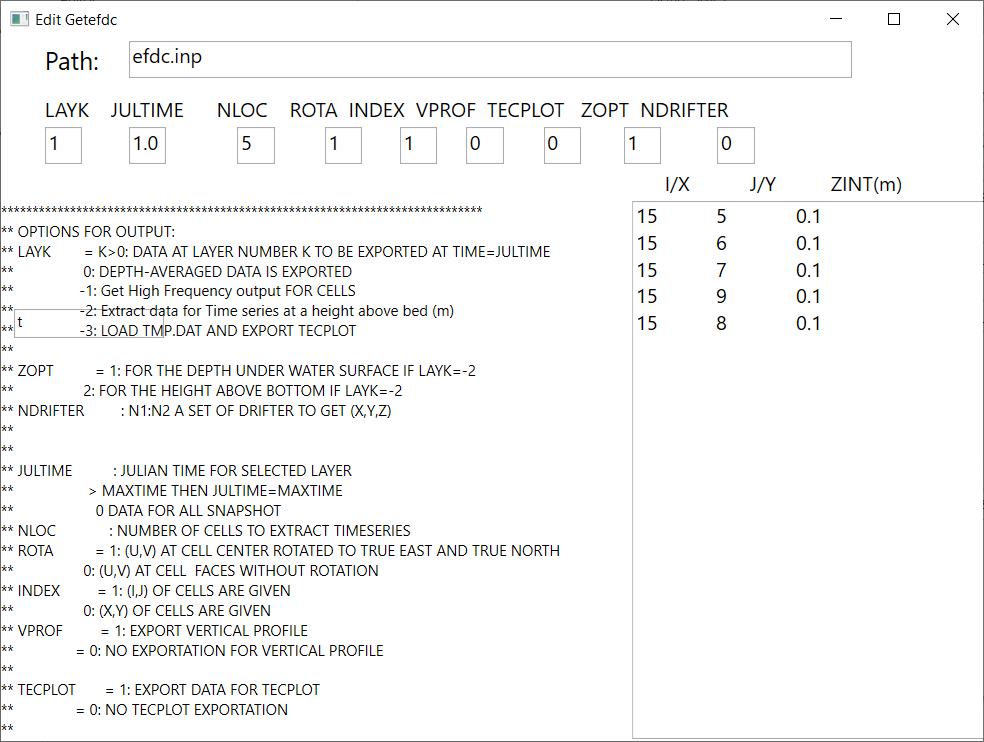 Edit Getefdc
Path: efdc.inp
LAYK JULTIME NLOC ROTA INDEX VPROF TECPLOT ZOPT NDRIFTER
1 1.0 5 1 1 0 0 1 0
I/X J/Y ZINT(m)
15 5 0.1
15 6 0.1
15 7 0.1
15 9 0.1
15 8 0.1
*****************************************************************************
** OPTIONS FOR OUTPUT:
** LAYK = K>0: DATA AT LAYER NUMBER K TO BE EXPORTED AT TIME=JULTIME
** 0: DEPTH-AVERAGED DATA IS EXPORTED
** -1: Get High Frequency output FOR CELLS
** -2: Extract data for Time series at a height above bed (m)
t
** -3: LOAD TMP.DAT AND EXPORT TECPLOT
**
** ZOPT = 1: FOR THE DEPTH UNDER WATER SURFACE IF LAYK=-2
** 2: FOR THE HEIGHT ABOVE BOTTOM IF LAYK=-2
** NDRIFTER : N1:N2 A SET OF DRIFTER TO GET (X,Y,Z)
**
**
** JULTIME : JULIAN TIME FOR SELECTED LAYER
** > MAXTIME THEN JULTIME=MAXTIME
** 0 DATA FOR ALL SNAPSHOT
** NLOC : NUMBER OF CELLS TO EXTRACT TIMESERIES
** ROTA = 1: (U,V) AT CELL CENTER ROTATED TO TRUE EAST AND TRUE NORTH
** 0: (U,V) AT CELL FACES WITHOUT ROTATION
** INDEX = 1: (I,J) OF CELLS ARE GIVEN
** 0: (X,Y) OF CELLS ARE GIVEN
** VPROF = 1: EXPORT VERTICAL PROFILE
** = 0: NO EXPORTATION FOR VERTICAL PROFILE
**
** TECPLOT = 1: EXPORT DATA FOR TECPLOT
** = 0: NO TECPLOT EXPORTATION
**